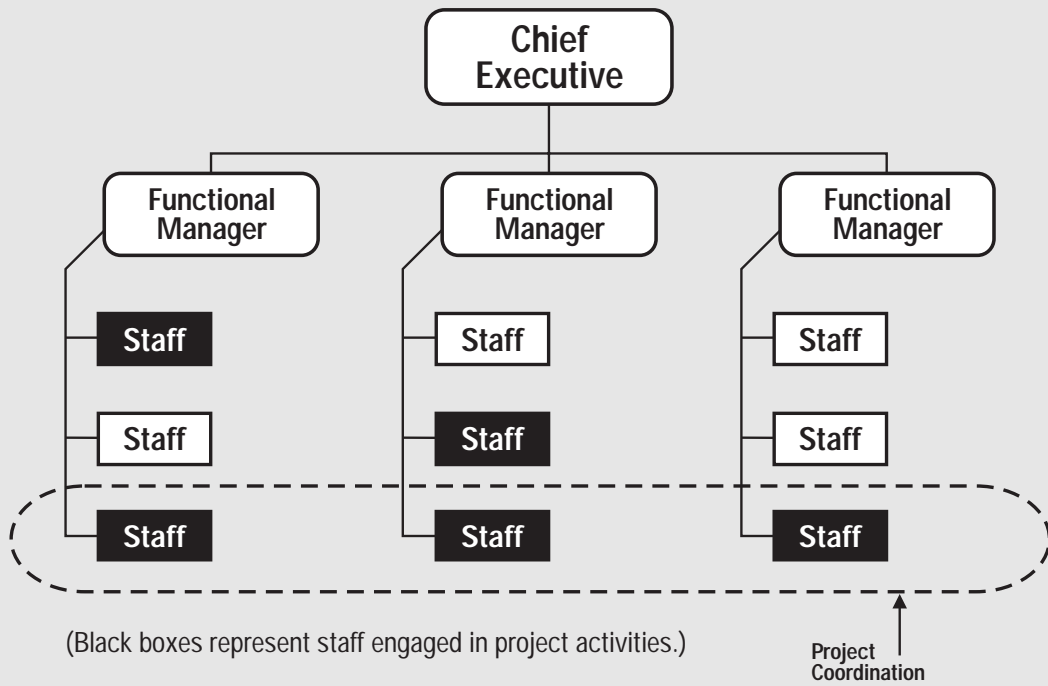 Chief
Executive
Functional
Manager
Functional
Manager
Functional
Manager
Staff
Staff
Staff
Staff
Staff
Staff
Staff
Staff
Staff
(Black boxes represent staff engaged in project activities.)
Project
Coordination